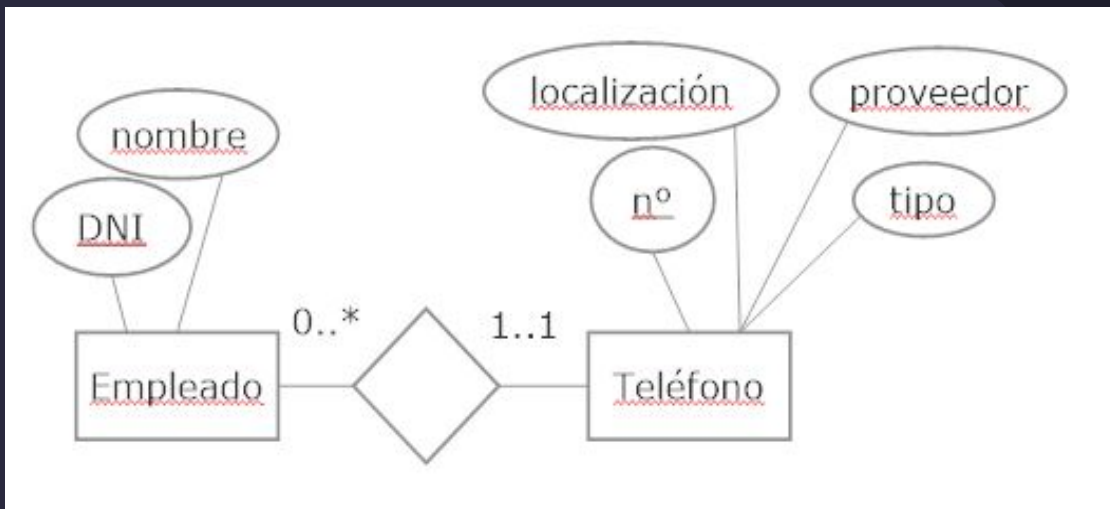 localización
proveedor
nombre
nº
tipo
DNI
0..*
1..1
Empleado
Teléfono